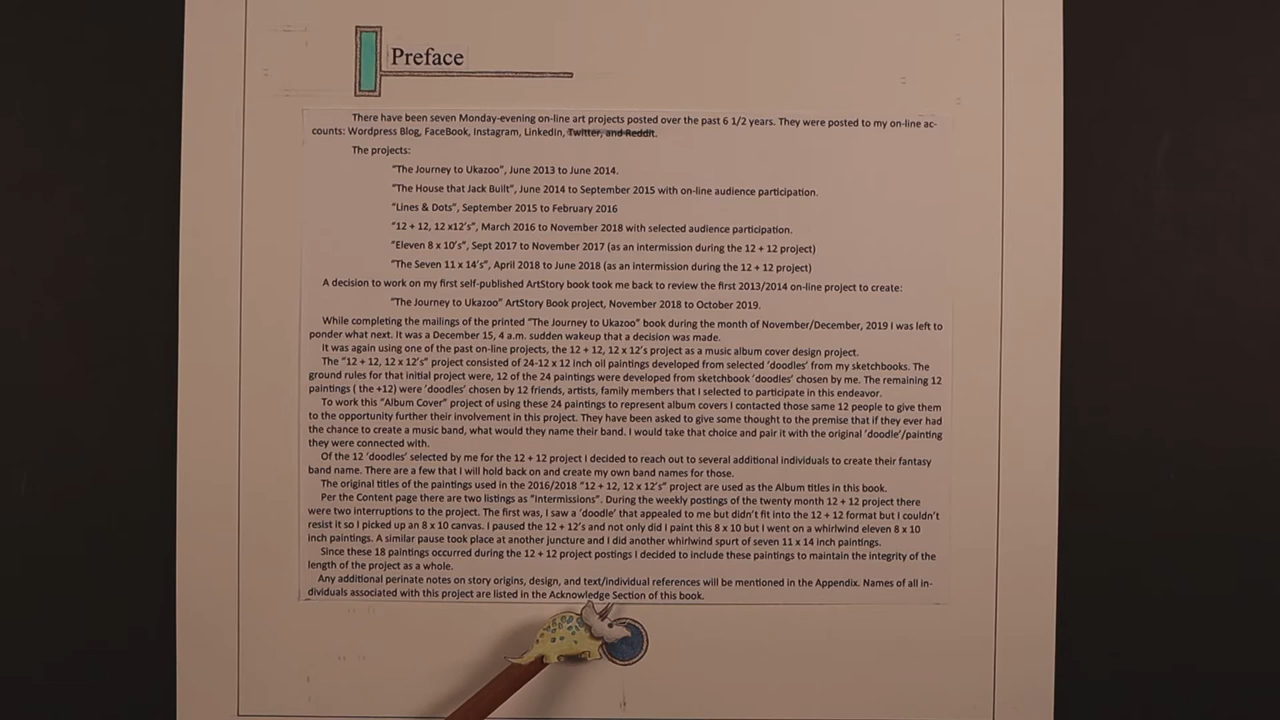 Preface
There have been seven Monday-evening on-line art projects posted over the past 6 1/2 years. They were posted to my on-line ac-
counts: Wordpress Blog, FaceBook, Instagram, LinkedIn, Twitter, and Reddit.
The projects:
"The Journey to Ukazoo", June 2013 to June 2014.
"The House that Jack Built", June 2014 to September 2015 with on-line audience participation.
"Lines & Dots", September 2015 to February 2016
"12 + 12, 12 x12's", March 2016 to November 2018 with selected audience participation.
"Eleven 8 x 10's", Sept 2017 to November 2017 (as an intermission during the 12 + 12 project)
"The Seven 11 x 14's", April 2018 to June 2018 (as an intermission during the 12 + 12 project)
A decision to work on my first self-published ArtStory book took me back to review the first 2013/2014 on-line project to create:
"The Journey to Ukazoo" ArtStory Book project, November 2018 to October 2019.
While completing the mailings of the printed "The Journey to Ukazoo" book during the month of November/December, 2019 I was left to
ponder what next. It was a December 15, 4 a.m. sudden wakeup that a decision was made.
It was again using one of the past on-line projects, the 12 + 12, 12 x 12's project as a music album cover design project.
The "12 + 12, 12 x 12's" project consisted of 24-12 x 12 inch oil paintings developed from selected 'doodles' from my sketchbooks. The
ground rules for that initial project were, 12 of the 24 paintings were developed from sketchbook 'doodles' chosen by me. The remaining 12
paintings ( the +12) were 'doodles' chosen by 12 friends, artists, family members that I selected to participate in this endeavor.
To work this "Album Cover" project of using these 24 paintings to represent album covers I contacted those same 12 people to give them
to the opportunity further their involvement in this project. They have been asked to give some thought to the premise that if they ever had
the chance to create a music band, what would they name their band. I would take that choice and pair it with the original 'doodle'/painting
they were connected with.
Of the 12 'doodles' selected by me for the 12 + 12 project I decided to reach out to several additional individuals to create their fantasy
band name. There are a few that I will hold back on and create my own band names for those.
The original titles of the paintings used in the 2016/2018 "12 + 12, 12 x 12's" project are used as the Album titles in this book.
Per the Content page there are two listings as "Intermissions". During the weekly postings of the twenty month 12 + 12 project there
were two interruptions to the project. The first was, I saw a 'doodle' that appealed to me but didn't fit into the 12 + 12 format but I couldn't
resist it so I picked up an 8 x 10 canvas. I paused the 12 + 12's and not only did I paint this 8 x 10 but I went on a whirlwind eleven 8 x 10
inch paintings. A similar pause took place at another juncture and I did another whirlwind spurt of seven 11 x 14 inch paintings.
Since these 18 paintings occurred during the 12 + 12 project postings I decided to include these paintings to maintain the integrity of the
length of the project as a whole.
Any additional perinate notes on story origins, design, and text/individual references will be mentioned in the Appendix. Names of all in-
dividuals associated with this project are listed in the Acknowledge Section of this book.